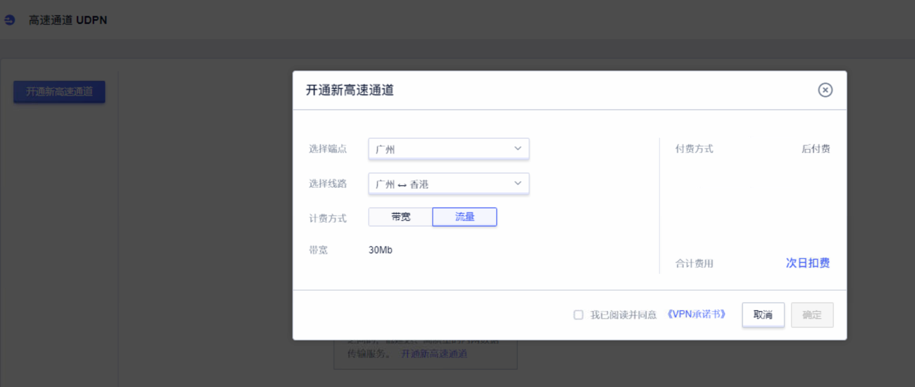 高速通道 UDPN
开通新高速通道
开通新高速通道
选择端点
广州
付费方式
后付费
选择线路
广州 ↔ 香港
计费方式
带宽
流量
带宽
30Mb
合计费用
次日扣费
我已阅读并同意
《VPN承诺书》
取消
确定
传输服务。 开通新高速通道